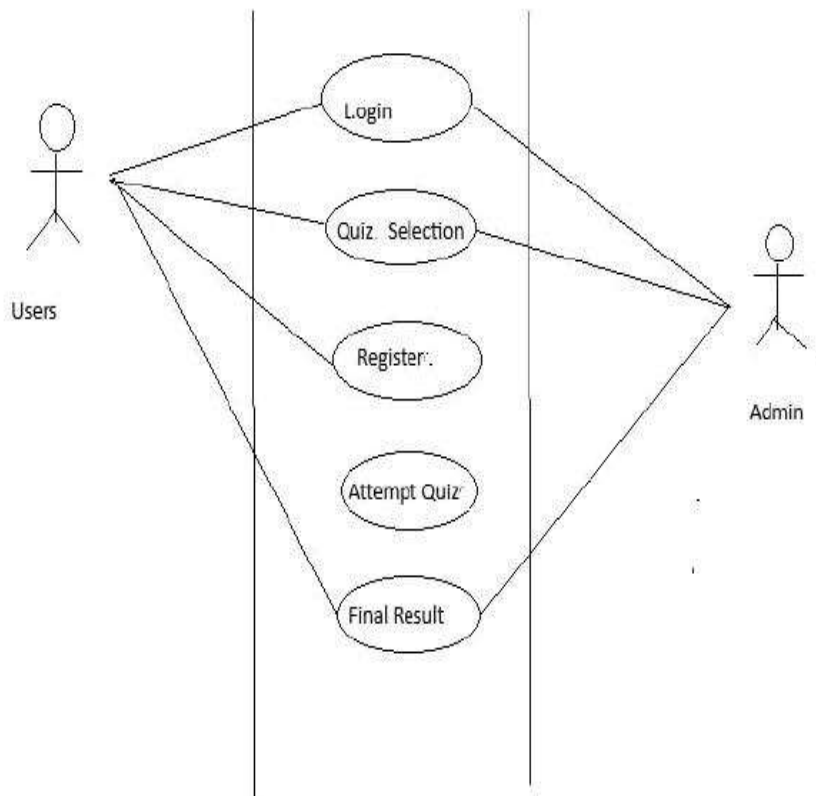 Login
Quiz Selection
Users
Register.
Admin
Attempt Quiz
Final Result